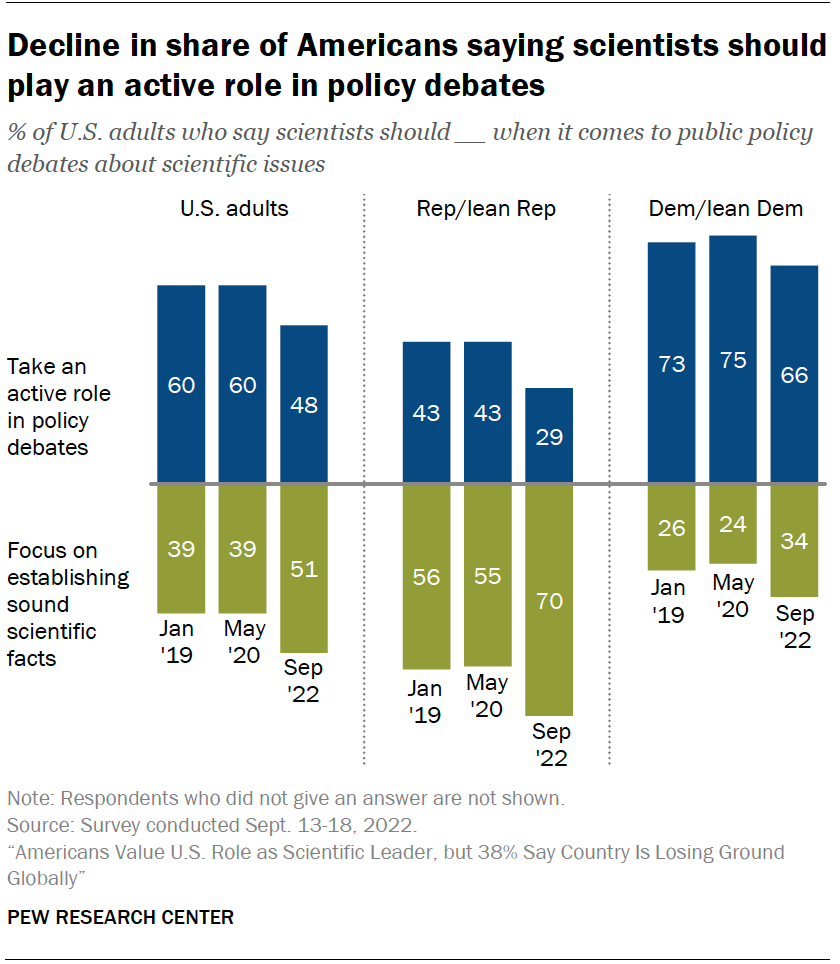 Decline in share of Americans saying scientists should
play an active role in policy debates
% of U.S. adults who say scientists should __ when it comes to public policy
debates about scientific issues
U.S. adults
Rep/lean Rep
Dem/lean Dem
Take an
active role
in policy
debates
60
60
48
43
43
29
73
75
66
Focus on
establishing
sound
scientific
facts
39
39
51
56
55
70
26
24
34
Jan
'19
May
'20
Sep
'22
Jan
'19
May
'20
Sep
'22
Jan
'19
May
'20
Sep
'22
Note: Respondents who did not give an answer are not shown.
Source: Survey conducted Sept. 13-18, 2022.
“Americans Value U.S. Role as Scientific Leader, but 38% Say Country Is Losing Ground
Globally”
PEW RESEARCH CENTER